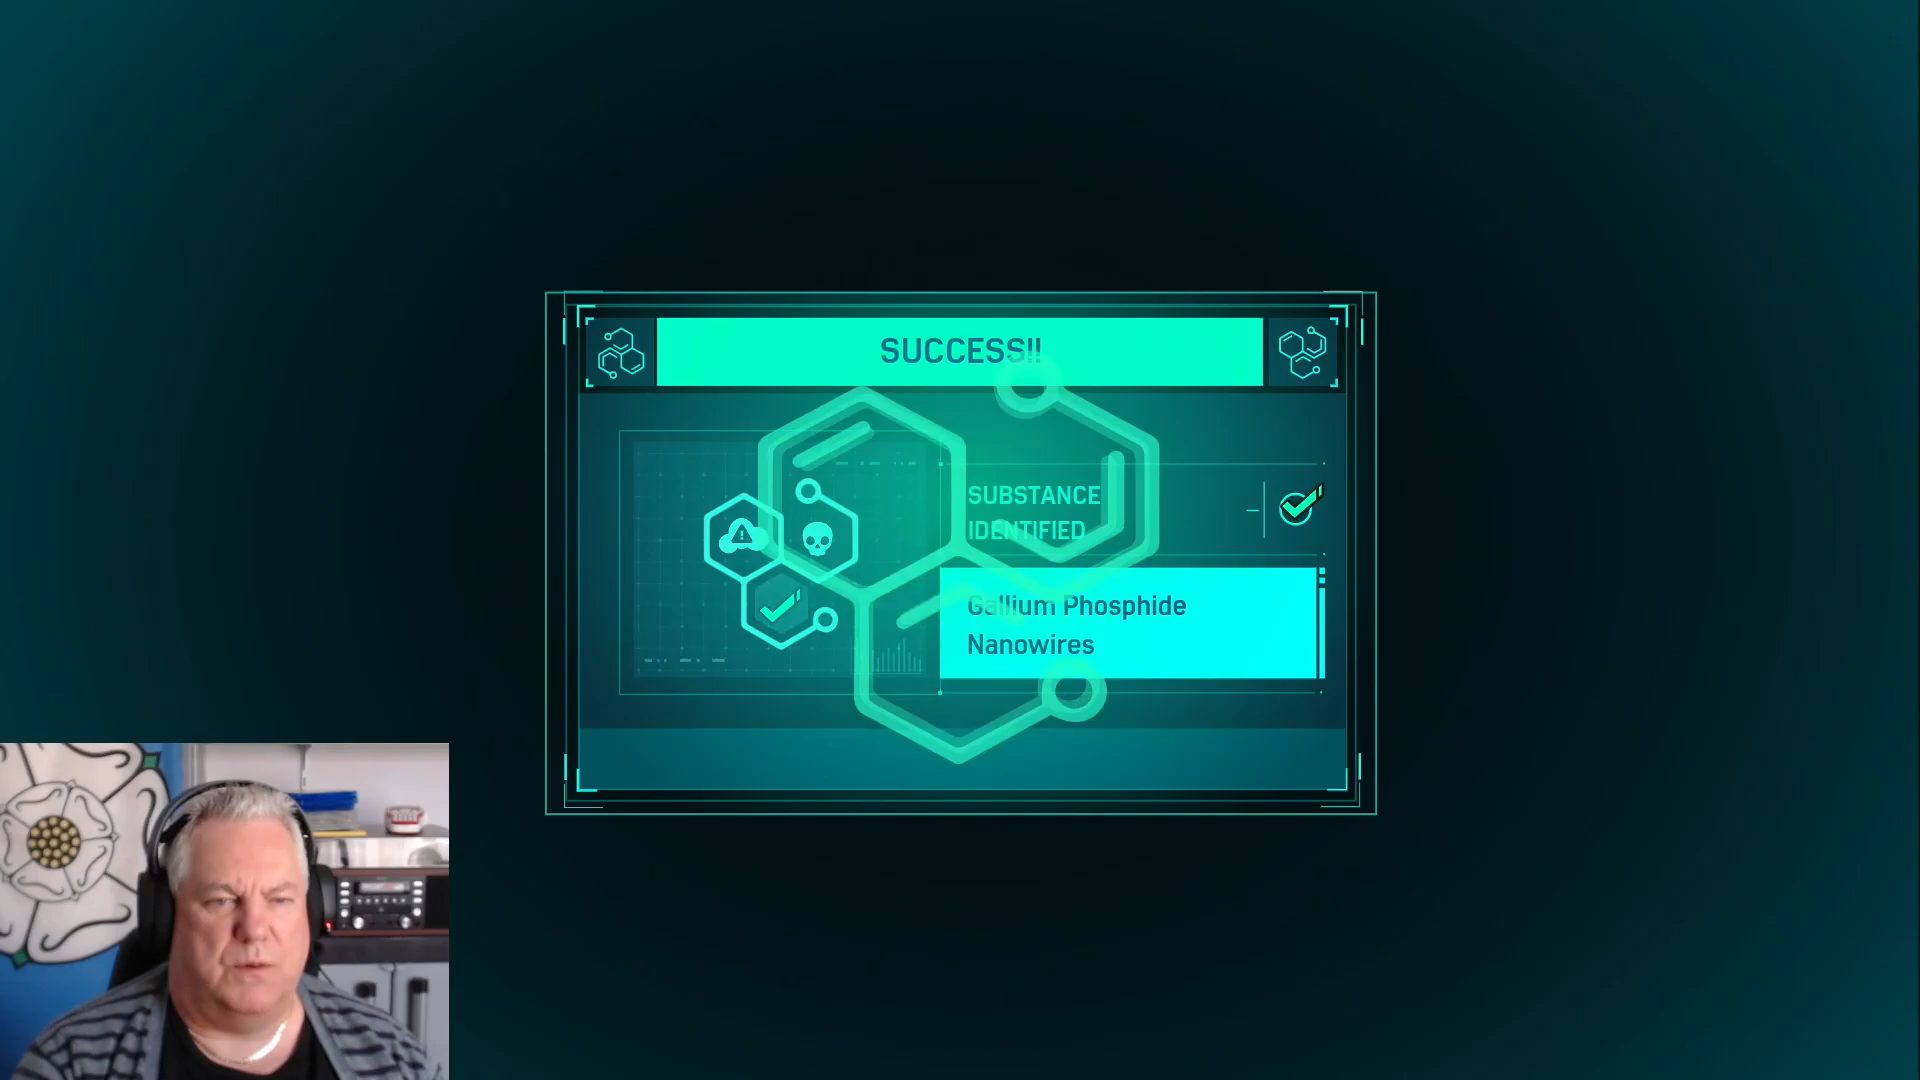 SUCCESS!!
SUBSTANCE
IDENTIFIED
Gallium Phosphide
Nanowires